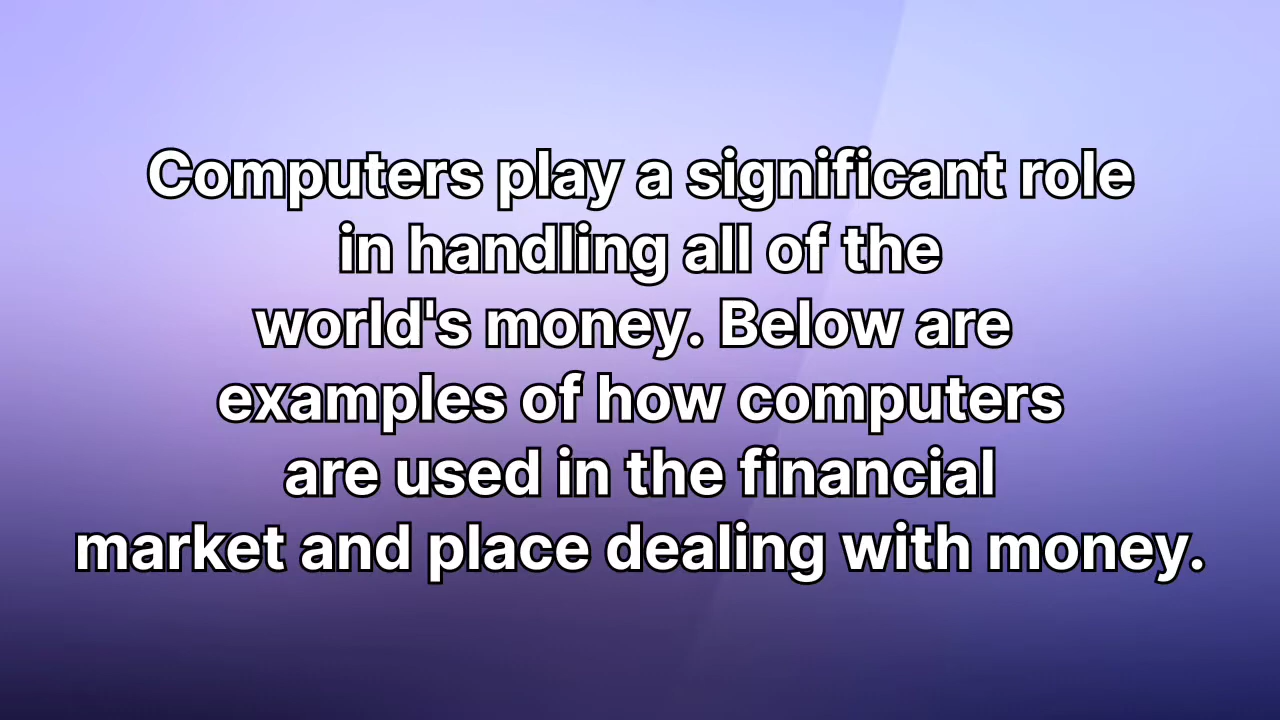 Computers play a significant role
in handling all of the
world's money. Below are
examples of how computers
are used in the financial
market and place dealing with money.